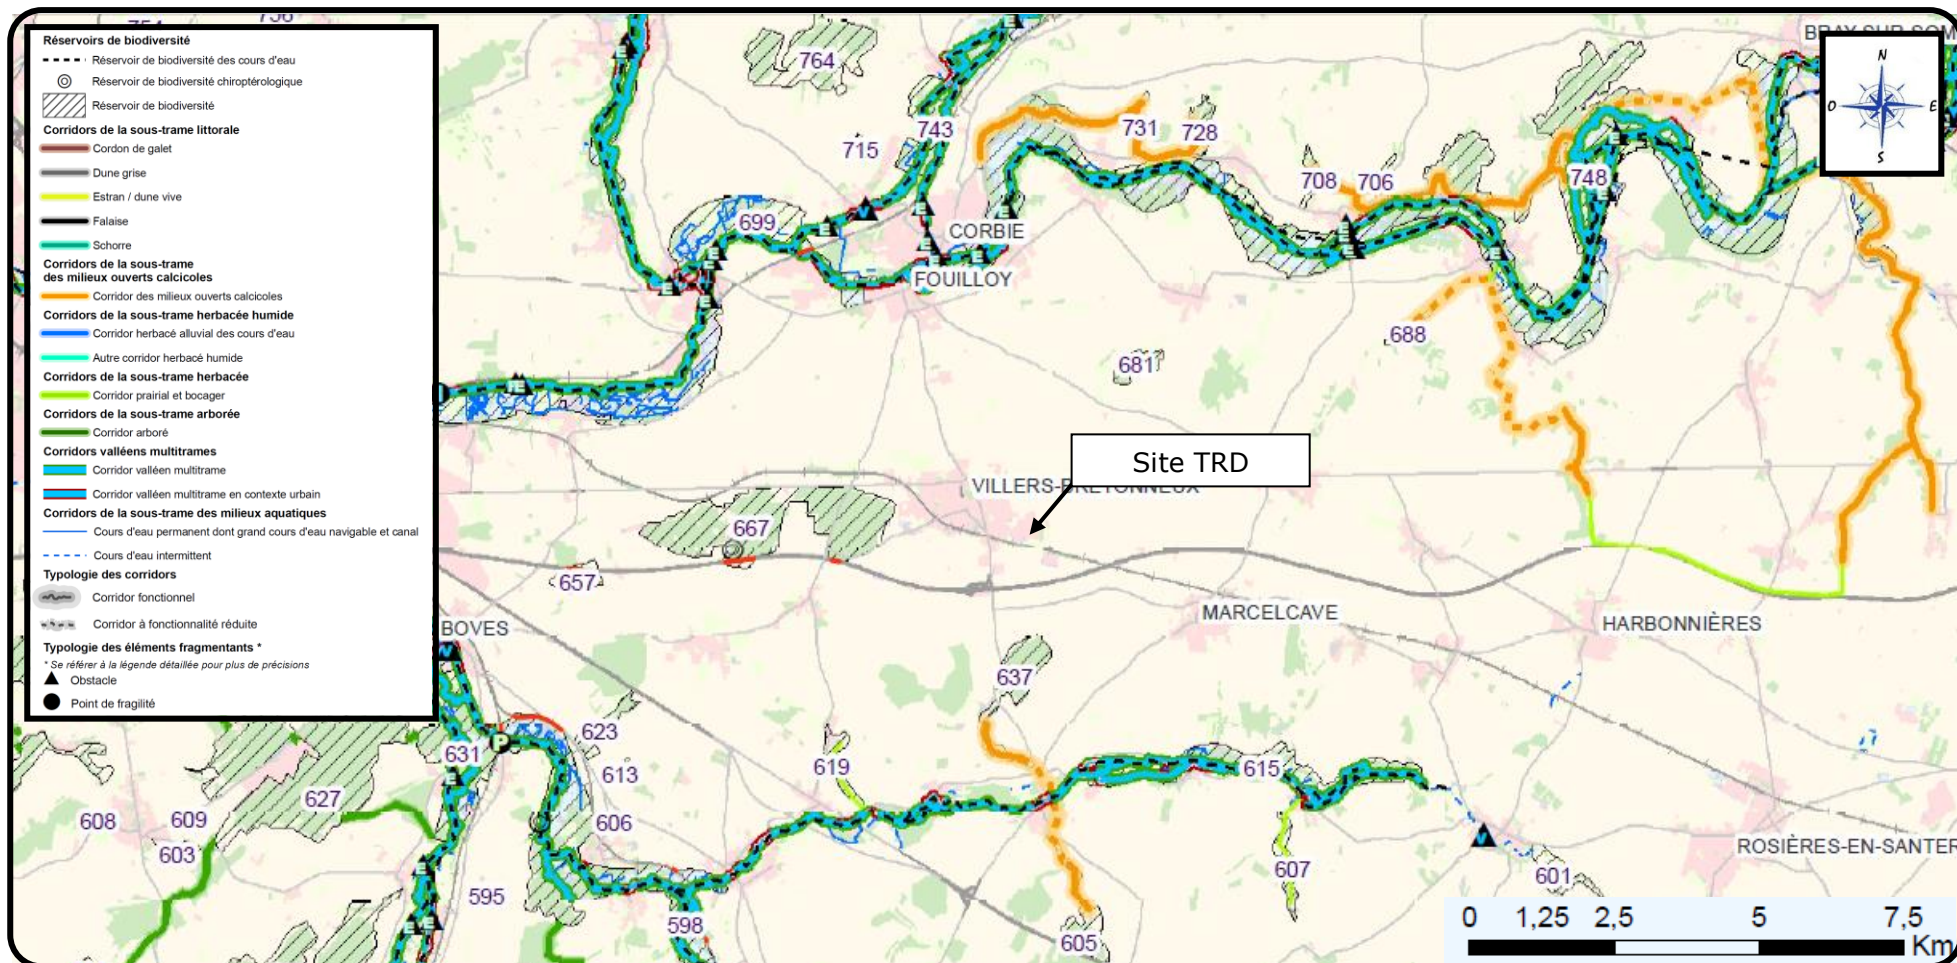 756
Réservoirs de biodiversité
Réservoir de biodiversité des cours d'eau
Réservoir de biodiversité chiroptérologique
Réservoir de biodiversité
Corridors de la sous-trame littorale
Cordon de galet
Dune grise
Estran / dune vive
Falaise
Schorre
Corridors de la sous-trame
des milieux ouverts calcicoles
Corridor des milieux ouverts calcicoles
Corridors de la sous-trame herbacée humide
Corridor herbacé alluvial des cours d'eau
Autre corridor herbacé humide
Corridors de la sous-trame herbacée
Corridor prairial et bocager
Corridors de la sous-trame arborée
Corridor arboré
Corridors valléens multitrames
Corridor valléen multitrame
Corridor valléen multitrame en contexte urbain
Corridors de la sous-trame des milieux aquatiques
Cours d'eau permanent dont grand cours d'eau navigable et canal
Cours d'eau intermittent
Typologie des corridors
Corridor fonctionnel
Corridor à fonctionnalité réduite
Typologie des éléments fragmentants *
* Se référer à la légende détaillée pour plus de précisions
Obstacle
Point de fragilité
BRAY-SUR-SOM
N
O E
S
764
743
715
731
728
708
706
748
699
CORBIE
FOUILLOY
688
681
Site TRD
VILLERS-BRETONNEUX
667
657
BOVES
MARCELCAVE
HARBONNIÈRES
637
623
631
P
613
619
615
627
609
608
603
606
607
601
ROSIÈRES-EN-SANTER
595
598
605
0 1,25 2,5 5 7,5
Km